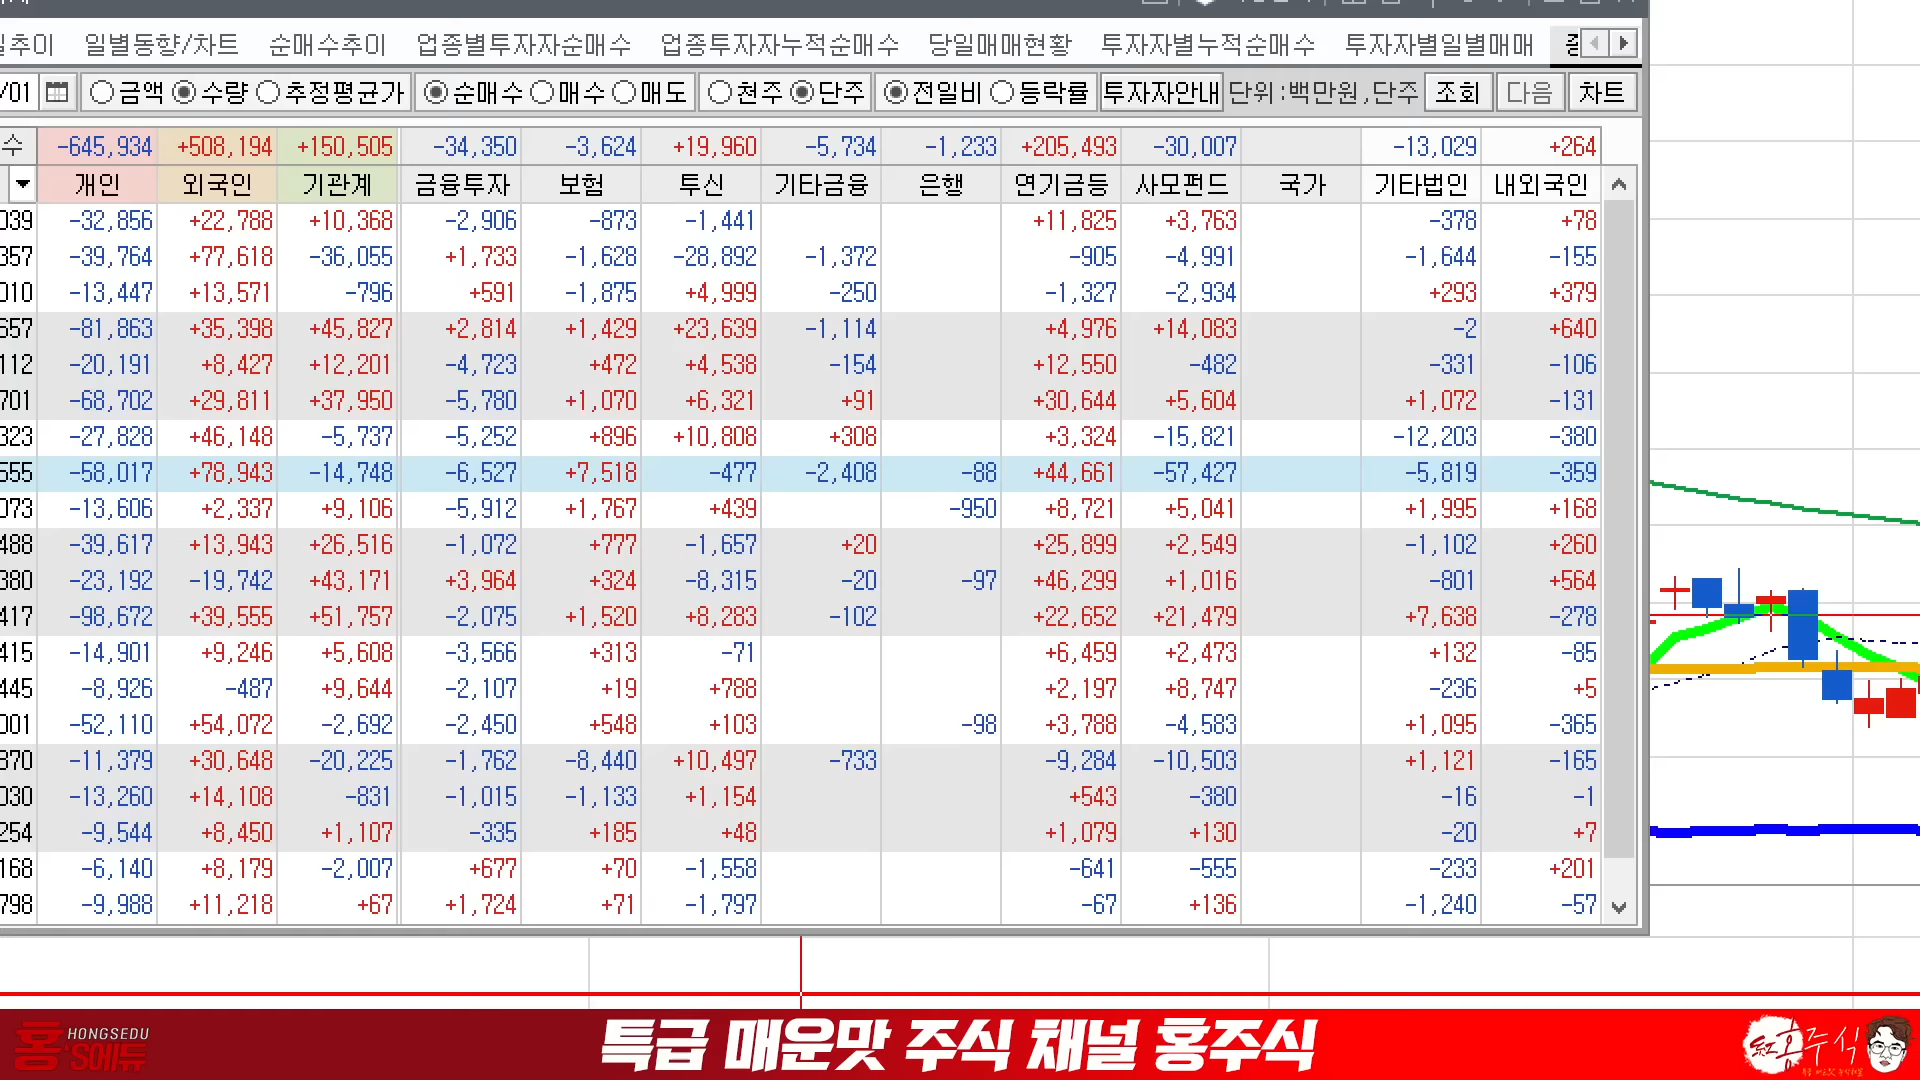 일별동향/차트 순매수추이 업종별투자자순매수 업종투자자누적순매수 당일매매현황 투자자별누적순매수 투자자별일별매매
/01 금액 수량 추정평균가 순매수 매수 매도 천주 단주 전일비 등락률 투자자안내 단위:백만원,단주 조회 다음 차트
수 -645,934 +508,194 +150,505 -34,350 -3,624 +19,960 -5,734 -1,233 +205,493 -30,007 -13,029 +264
개인 외국인 기관계 금융투자 보험 투신 기타금융 은행 연기금등 사모펀드 국가 기타법인 내외국인
039 -32,856 +22,788 +10,368 -2,906 -873 -1,441 +11,825 +3,763 -378 +78
357 -39,764 +77,618 -36,055 +1,733 -1,628 -28,892 -1,372 -905 -4,991 -1,644 -155
010 -13,447 +13,571 -796 +591 -1,875 +4,999 -250 -1,327 -2,934 +293 +379
657 -81,863 +35,398 +45,827 +2,814 +1,429 +23,639 -1,114 +4,976 +14,083 -2 +640
112 -20,191 +8,427 +12,201 -4,723 +472 +4,538 -154 +12,550 -482 -331 -106
701 -68,702 +29,811 +37,950 -5,780 +1,070 +6,321 +91 +30,644 +5,604 +1,072 -131
323 -27,828 +46,148 -5,737 -5,252 +896 +10,808 +308 +3,324 -15,821 -12,203 -380
555 -58,017 +78,943 -14,748 -6,527 +7,518 -477 -2,408 -88 +44,661 -57,427 -5,819 -359
073 -13,606 +2,337 +9,106 -5,912 +1,767 +439 -950 +8,721 +5,041 +1,995 +168
488 -39,617 +13,943 +26,516 -1,072 +777 -1,657 +20 +25,899 +2,549 -1,102 +260
380 -23,192 -19,742 +43,171 +3,964 +324 -8,315 -20 -97 +46,299 +1,016 -801 +564
417 -98,672 +39,555 +51,757 -2,075 +1,520 +8,283 -102 +22,652 +21,479 +7,638 -278
415 -14,901 +9,246 +5,608 -3,566 +313 -71 +6,459 +2,473 +132 -85
445 -8,926 -487 +9,644 -2,107 +19 +788 +2,197 +8,747 -236 +5
001 -52,110 +54,072 -2,692 -2,450 +548 +103 -98 +3,788 -4,583 +1,095 -365
370 -11,379 +30,648 -20,225 -1,762 -8,440 +10,497 -733 -9,284 -10,503 +1,121 -165
030 -13,260 +14,108 -831 -1,015 -1,133 +1,154 +543 -380 -16 -1
254 -9,544 +8,450 +1,107 -335 +185 +48 +1,079 +130 -20 +7
168 -6,140 +8,179 -2,007 +677 +70 -1,558 -641 -555 -233 +201
798 -9,988 +11,218 +67 +1,724 +71 -1,797 -67 +136 -1,240 -57
홍 HONGSEDU
'S에듀
특급 매운맛 주식 채널 홍주식
홍주식